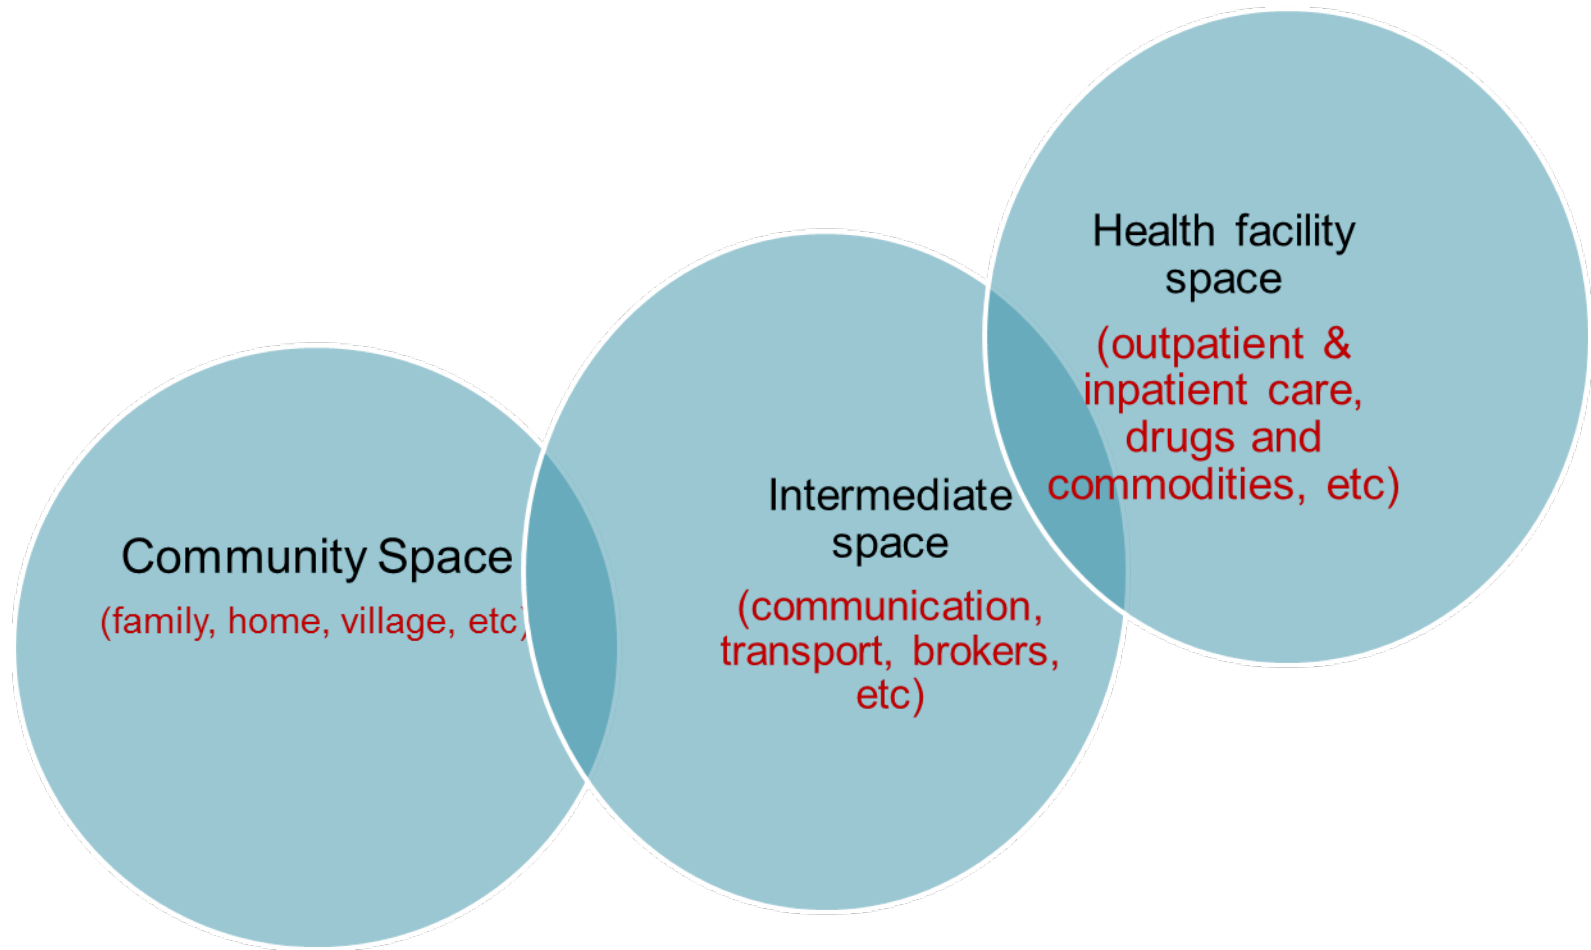 Community Space
(family, home, village, etc)
Intermediate
space
(communication,
transport, brokers,
etc)
Health facility
space
(outpatient &
inpatient care,
drugs and
commodities, etc)